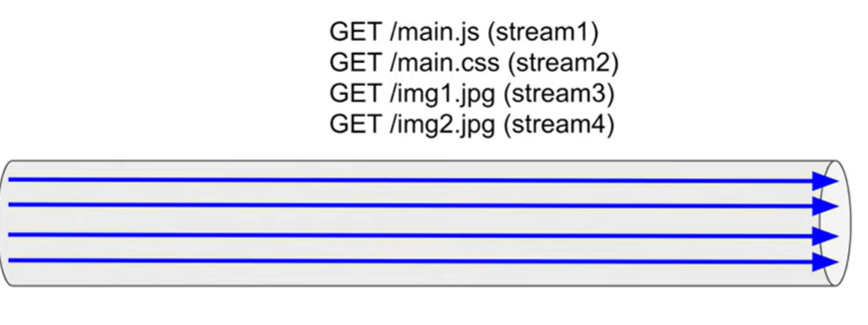 GET /main.js (stream1)
GET /main.css (stream2)
GET /img1.jpg (stream3)
GET /img2.jpg (stream4)